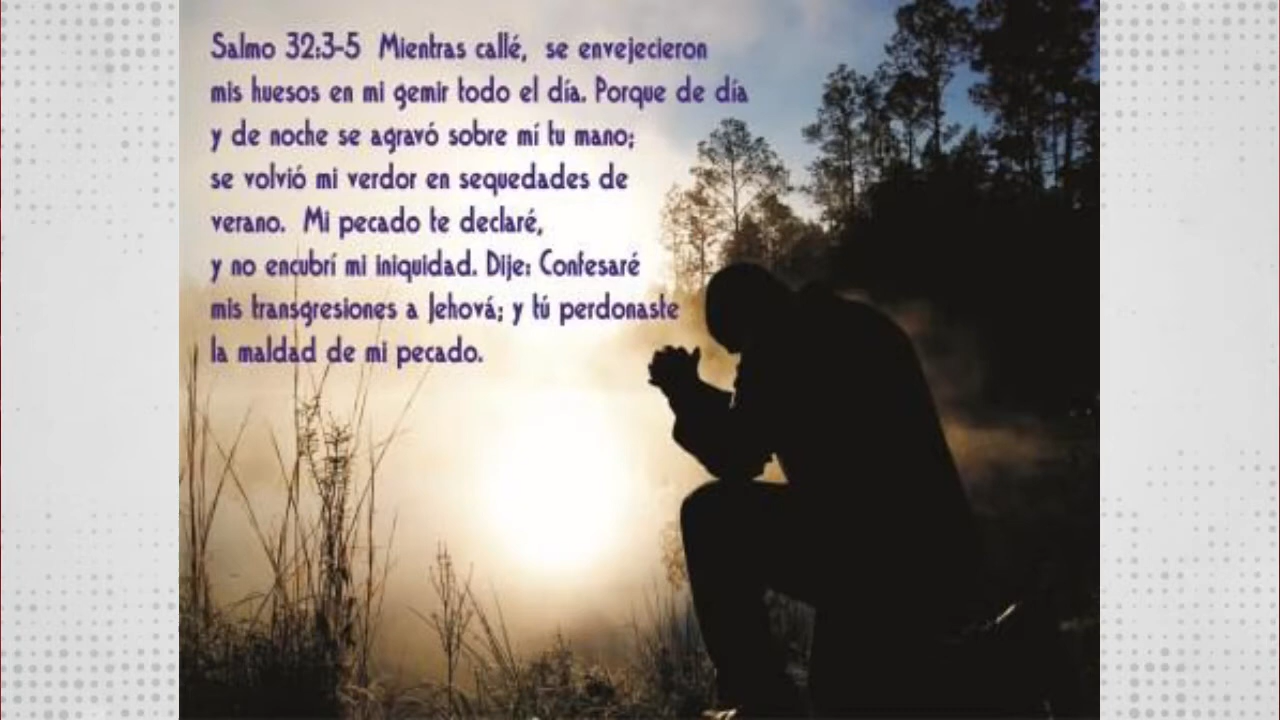 Salmo 32:3-5  Mientras callé,  se envejecieron
mis huesos en mi gemir todo el día. Porque de día
y de noche se agravó sobre mí tu mano;
se volvió mi verdor en sequedades de
verano.  Mi pecado te declaré,
y no encubrí mi iniquidad. Dije: Confesaré
mis transgresiones a Jehová; y tú perdonaste
la maldad de mi pecado.